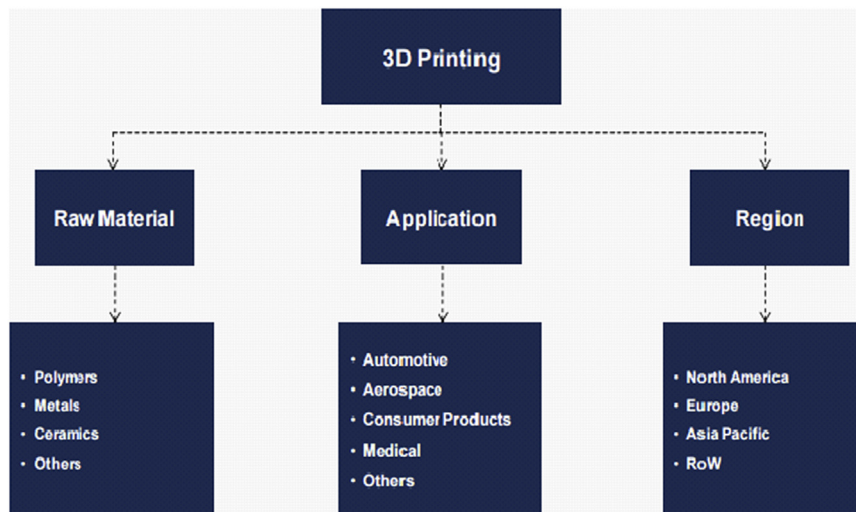 3D Printing
Raw Material
Application
Region
• Polymers
• Metals
• Ceramics
• Others
• Automotive
• Aerospace
• Consumer Products
• Medical
• Others
• North America
• Europe
• Asia Pacific
• RoW